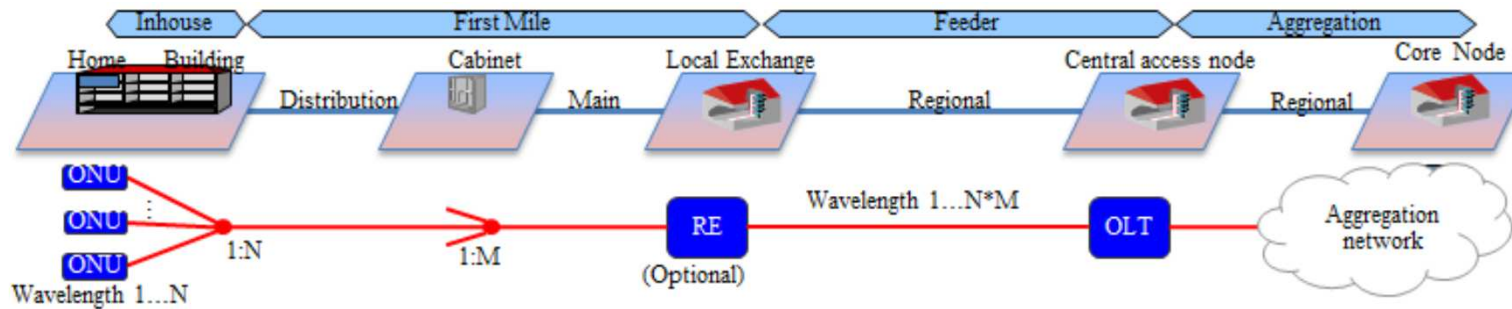 Inhouse First Mile Feeder Aggregation
Home Building Cabinet Local Exchange Central access node Core Node
Distribution Main Regional Regional
ONU
ONU
ONU
1:N
1:M
RE
(Optional)
Wavelength 1...N*M
OLT
Aggregation
network
Wavelength 1...N